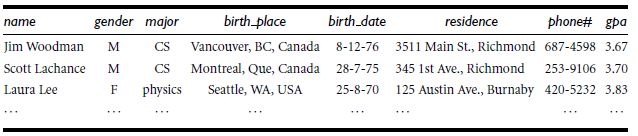 name gender major birth_place birth_date residence phone# gpa
Jim Woodman M CS Vancouver, BC, Canada 8-12-76 3511 Main St., Richmond 687-4598 3.67
Scott Lachance M CS Montreal, Que, Canada 28-7-75 345 1st Ave., Richmond 253-9106 3.70
Laura Lee F physics Seattle, WA, USA 25-8-70 125 Austin Ave., Burnaby 420-5232 3.83
... ... ... ... ... ... ... ...